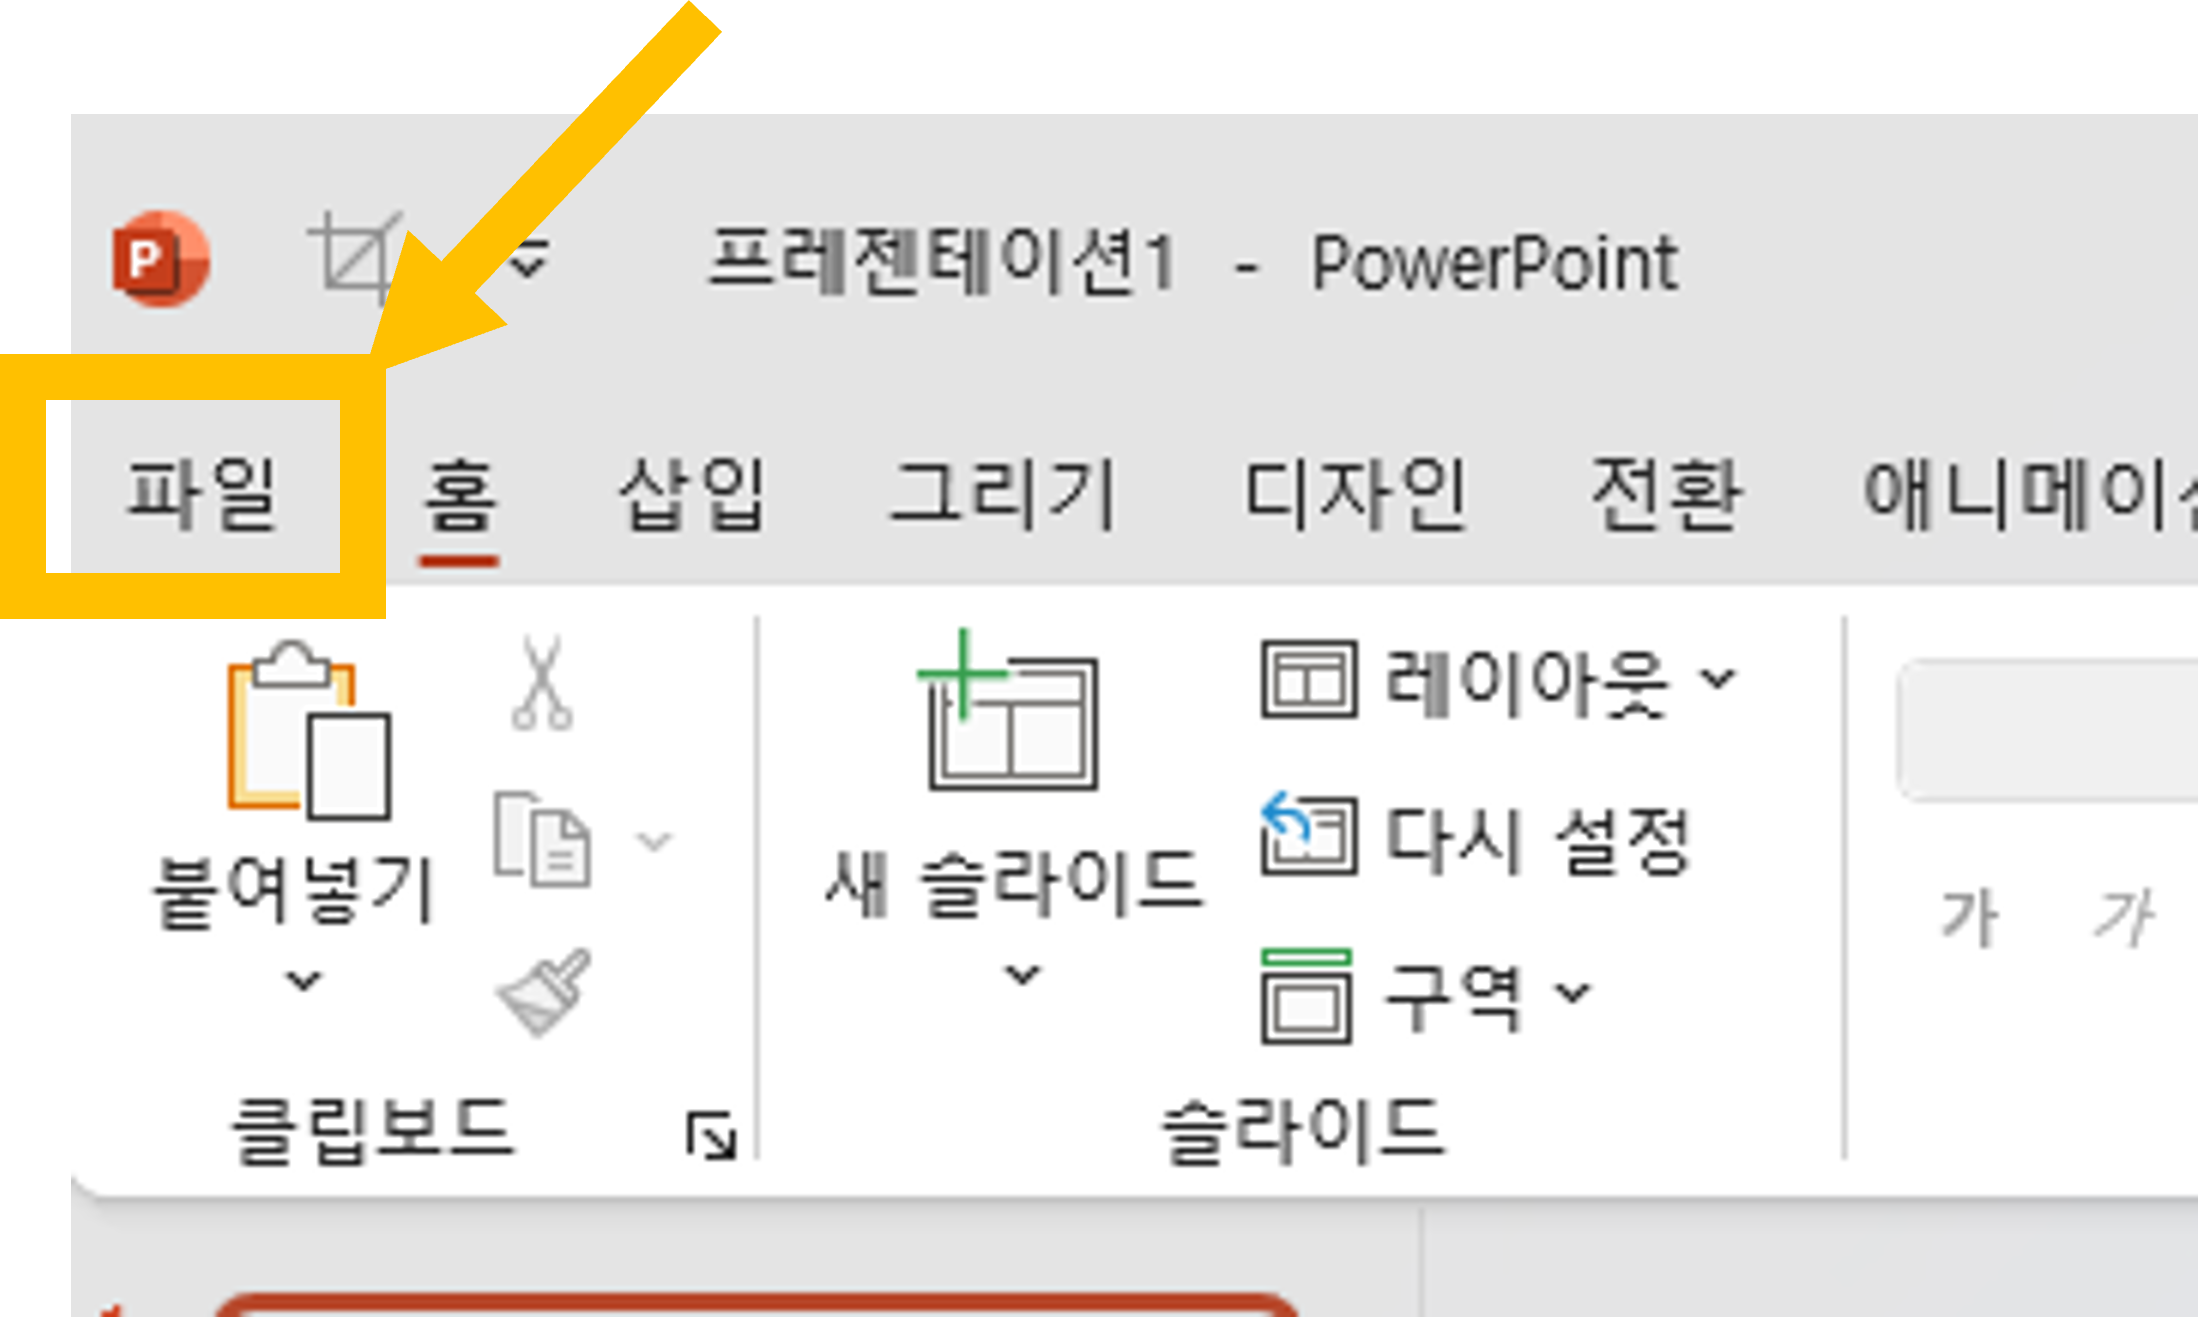 P 프레젠테이션1 - PowerPoint
파일 홈 삽입 그리기 디자인 전환 애니메이션
붙여넣기
새 슬라이드
레이아웃
다시 설정
구역
가 가
클립보드
슬라이드